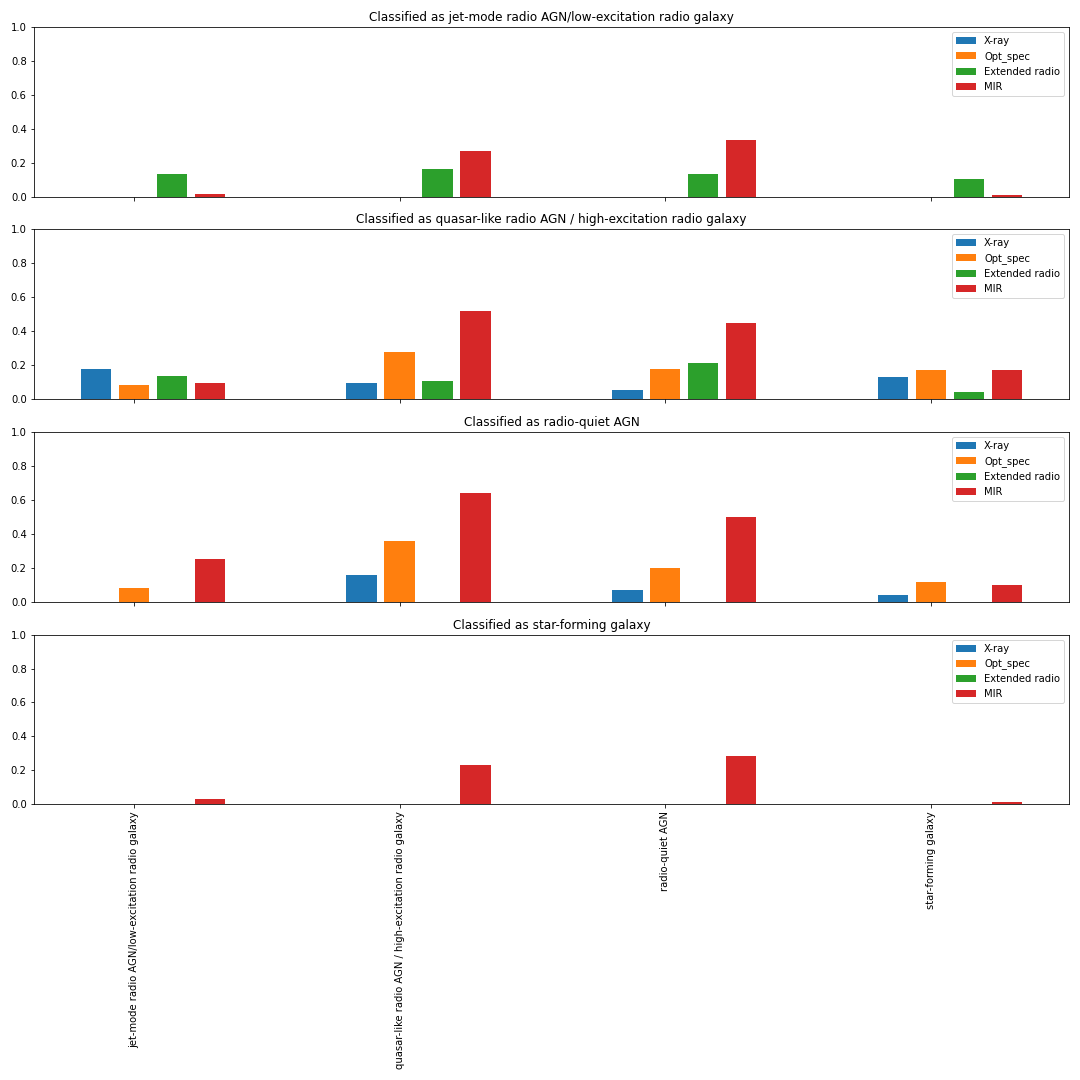 Classified as jet-mode radio AGN/low-excitation radio galaxy
1.0
0.8
0.6
0.4
0.2
0.0
X-ray
Opt_spec
Extended radio
MIR
Classified as quasar-like radio AGN / high-excitation radio galaxy
1.0
0.8
0.6
0.4
0.2
0.0
X-ray
Opt_spec
Extended radio
MIR
Classified as radio-quiet AGN
1.0
0.8
0.6
0.4
0.2
0.0
X-ray
Opt_spec
Extended radio
MIR
Classified as star-forming galaxy
1.0
0.8
0.6
0.4
0.2
0.0
X-ray
Opt_spec
Extended radio
MIR
jet-mode radio AGN/low-excitation radio galaxy
quasar-like radio AGN / high-excitation radio galaxy
radio-quiet AGN
star-forming galaxy